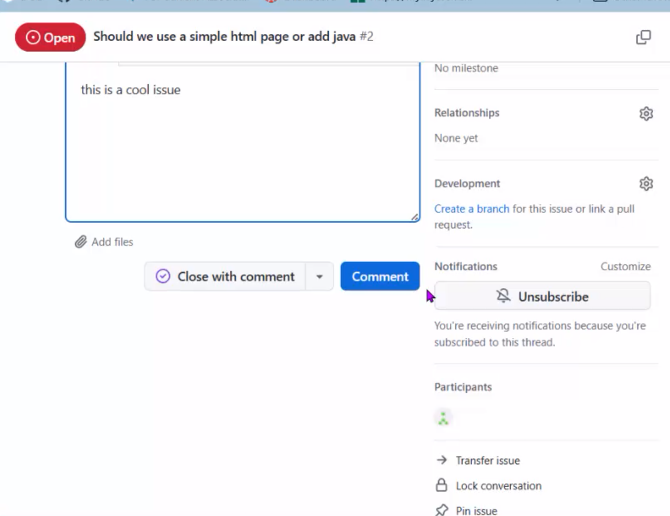 Open Should we use a simple html page or add java #2
No milestone
this is a cool issue
Relationships
None yet
Development
Create a branch for this issue or link a pull
request.
Add files
Close with comment
Comment
Notifications Customize
Unsubscribe
You're receiving notifications because you're
subscribed to this thread.
Participants
Transfer issue
Lock conversation
Pin issue